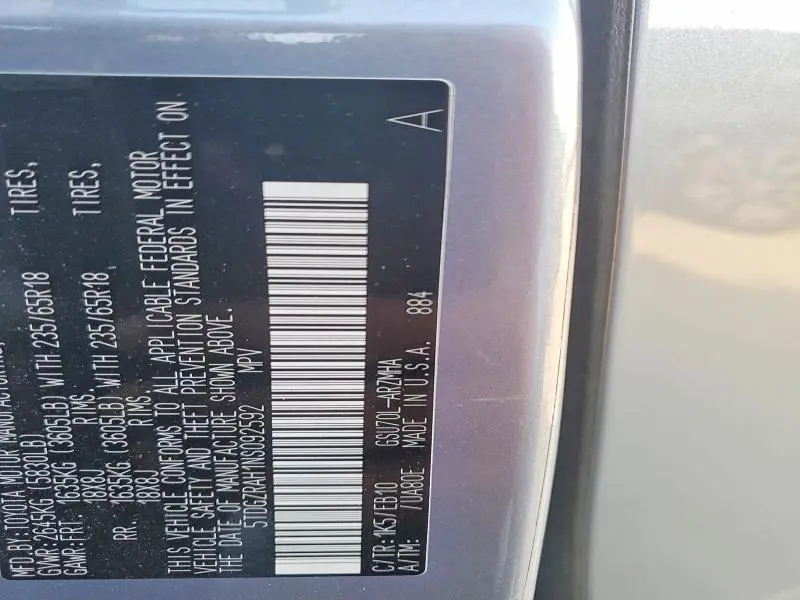 MFD.BY:TOYOTA MOTOR MANUFACTURING,
GVWR:2645KG (5830LB)
GAWR:FRT. 1635KG (3605LB) WITH 235/65R18 TIRES,
18X8J RIMS
RR. 1635KG (3605LB) WITH 235/65R18 TIRES,
18X8J RIMS
THIS VEHICLE CONFORMS TO ALL APPLICABLE FEDERAL MOTOR
VEHICLE SAFETY AND THEFT PREVENTION STANDARDS IN EFFECT ON
THE DATE OF MANUFACTURE SHOWN ABOVE.
5TDGZRAH1NS092592 MPV
C/TR:1K5/EB10 GSU70L-ARZMHA
A/TM: /UA80E MADE IN U.S.A. 884
A